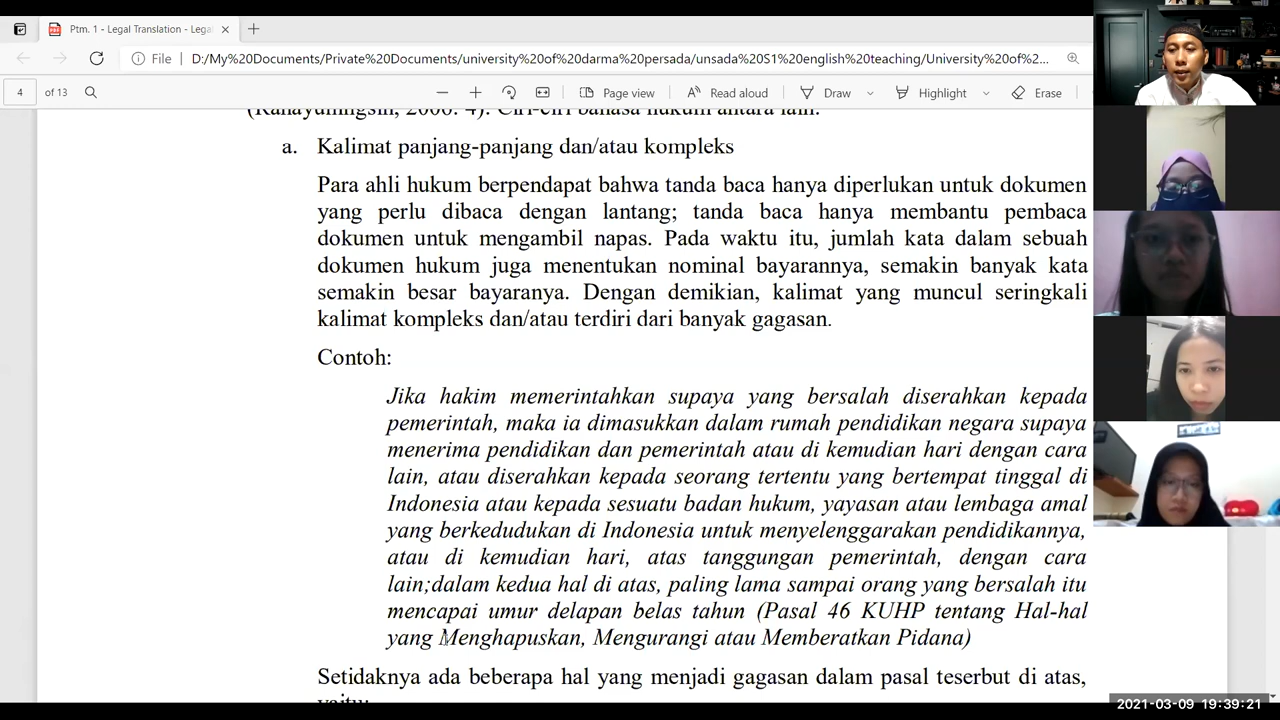 Ptm. 1 - Legal Translation - Lega
File
D:/My%20Documents/Private%20Documents/university%20of%20darma%20persada/unsada%20S1%20english%20teaching/University%20of%2...
4 of 13
Page view
Read aloud
Draw
Highlight
Erase
a. Kalimat panjang-panjang dan/atau kompleks
Para ahli hukum berpendapat bahwa tanda baca hanya diperlukan untuk dokumen
yang perlu dibaca dengan lantang; tanda baca hanya membantu pembaca
dokumen untuk mengambil napas. Pada waktu itu, jumlah kata dalam sebuah
dokumen hukum juga menentukan nominal bayarannya, semakin banyak kata
semakin besar bayaranya. Dengan demikian, kalimat yang muncul seringkali
kalimat kompleks dan/atau terdiri dari banyak gagasan.
Contoh:
Jika hakim memerintahkan supaya yang bersalah diserahkan kepada
pemerintah, maka ia dimasukkan dalam rumah pendidikan negara supaya
menerima pendidikan dan pemerintah atau di kemudian hari dengan cara
lain, atau diserahkan kepada seorang tertentu yang bertempat tinggal di
Indonesia atau kepada sesuatu badan hukum, yayasan atau lembaga amal
yang berkedudukan di Indonesia untuk menyelenggarakan pendidikannya,
atau di kemudian hari, atas tanggungan pemerintah, dengan cara
lain;dalam kedua hal di atas, paling lama sampai orang yang bersalah itu
mencapai umur delapan belas tahun (Pasal 46 KUHP tentang Hal-hal
yang Menghapuskan, Mengurangi atau Memberatkan Pidana)
Setidaknya ada beberapa hal yang menjadi gagasan dalam pasal teserbut di atas,
2021-03-09 19:39:21